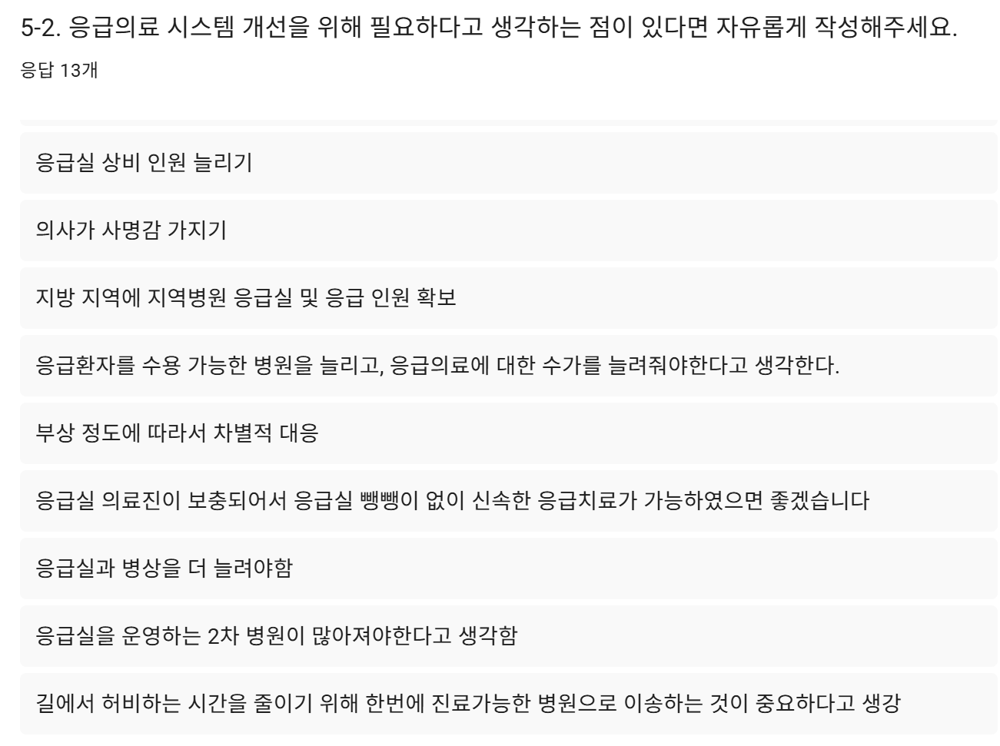 5-2. 응급의료 시스템 개선을 위해 필요하다고 생각하는 점이 있다면 자유롭게 작성해주세요.
응답 13개
응급실 상비 인원 늘리기
의사가 사명감 가지기
지방 지역에 지역병원 응급실 및 응급 인원 확보
응급환자를 수용 가능한 병원을 늘리고, 응급의료에 대한 수가를 늘려줘야한다고 생각한다.
부상 정도에 따라서 차별적 대응
응급실 의료진이 보충되어서 응급실 뺑뺑이 없이 신속한 응급치료가 가능하였으면 좋겠습니다
응급실과 병상을 더 늘려야함
응급실을 운영하는 2차 병원이 많아져야한다고 생각함
길에서 허비하는 시간을 줄이기 위해 한번에 진료가능한 병원으로 이송하는 것이 중요하다고 생강